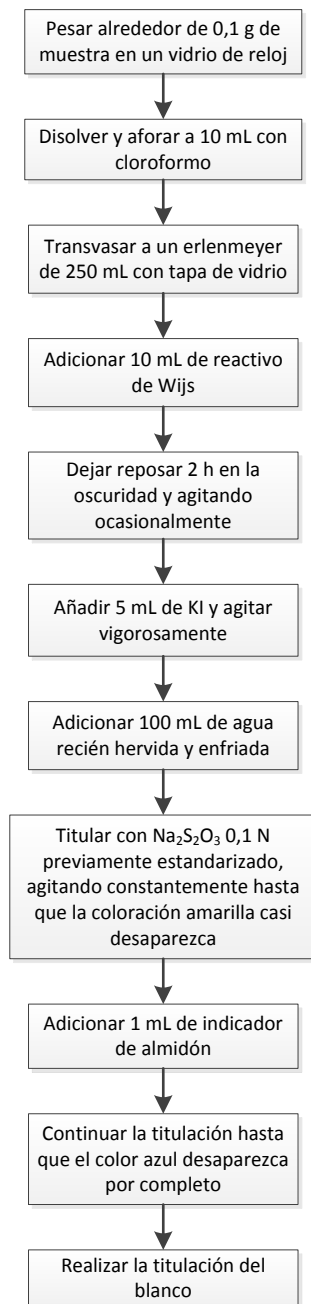 Pesar alrededor de 0,1 g de
muestra en un vidrio de reloj
Disolver y aforar a 10 mL con
cloroformo
Transvasar a un erlenmeyer
de 250 mL con tapa de vidrio
Adicionar 10 mL de reactivo
de Wijs
Dejar reposar 2 h en la
oscuridad y agitando
ocasionalmente
Añadir 5 mL de KI y agitar
vigorosamente
Adicionar 100 mL de agua
recién hervida y enfriada
Titular con Na₂S₂O₃ 0,1 N
previamente estandarizado,
agitando constantemente hasta
que la coloración amarilla casi
desaparezca
Adicionar 1 mL de indicador
de almidón
Continuar la titulación hasta
que el color azul desaparezca
por completo
Realizar la titulación del
blanco